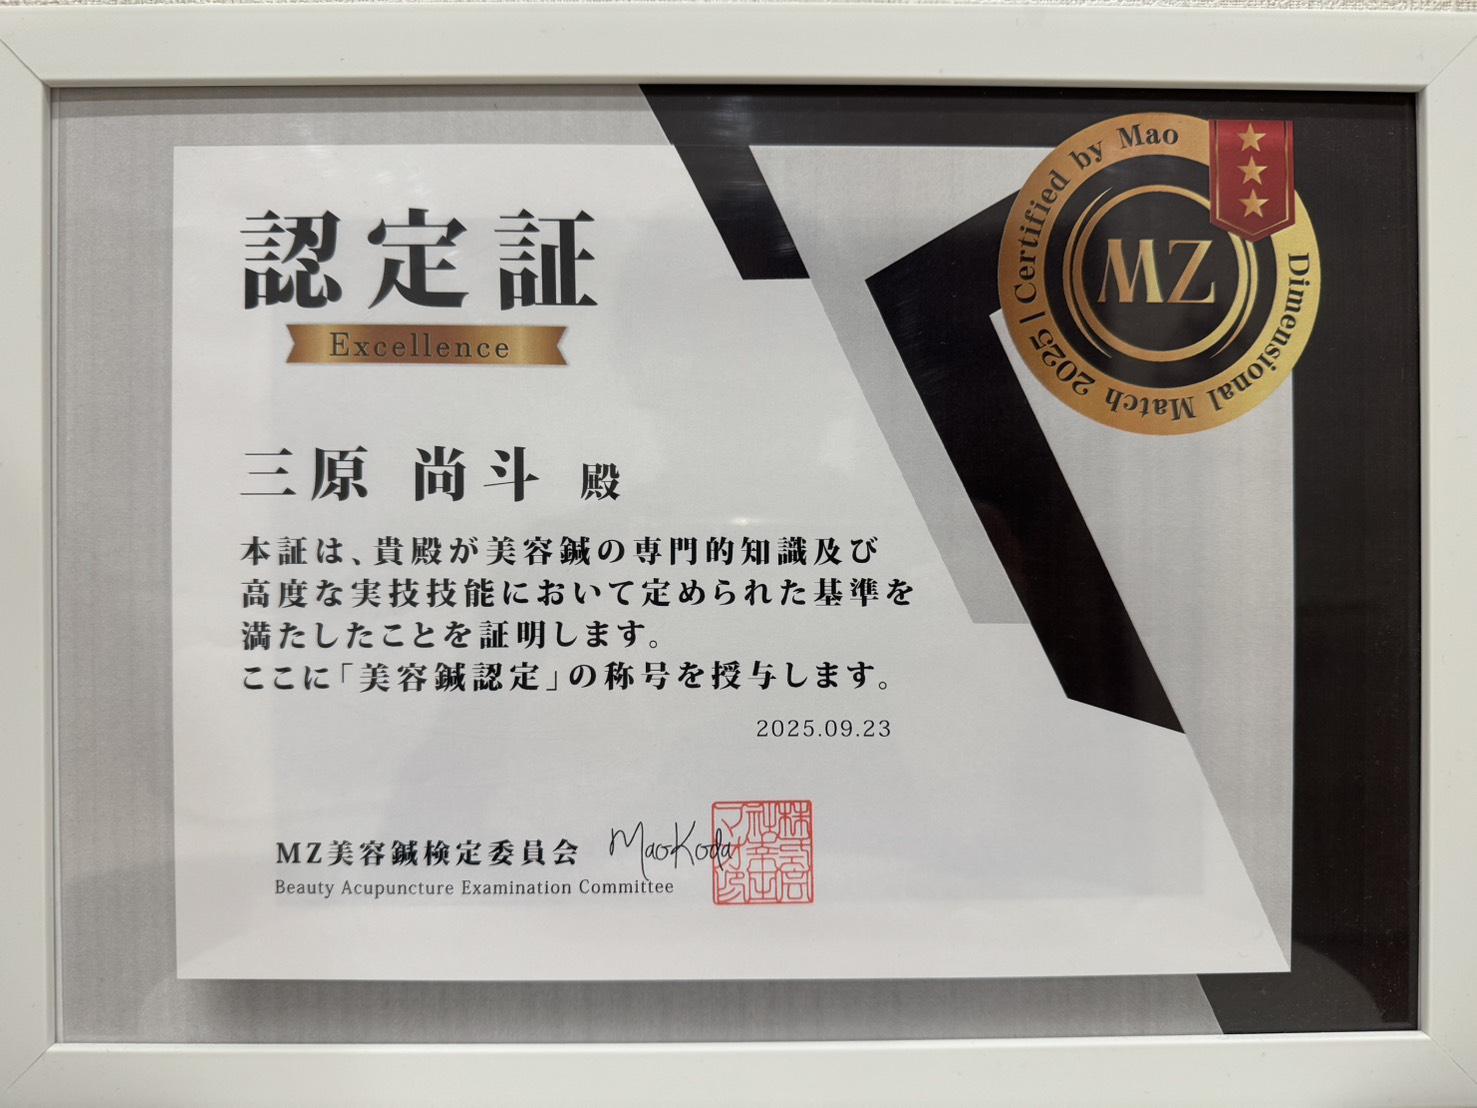 認定証
Excellence
Dimensional Match 2025 | Certified by Mao
MZ
三原 尚斗 殿
本証は、貴殿が美容鍼の専門的知識及び
高度な実技技能において定められた基準を
満たしたことを証明します。
ここに「美容鍼認定」の称号を授与します。
2025.09.23
MZ美容鍼検定委員会
Beauty Acupuncture Examination Committee
MaoKoda